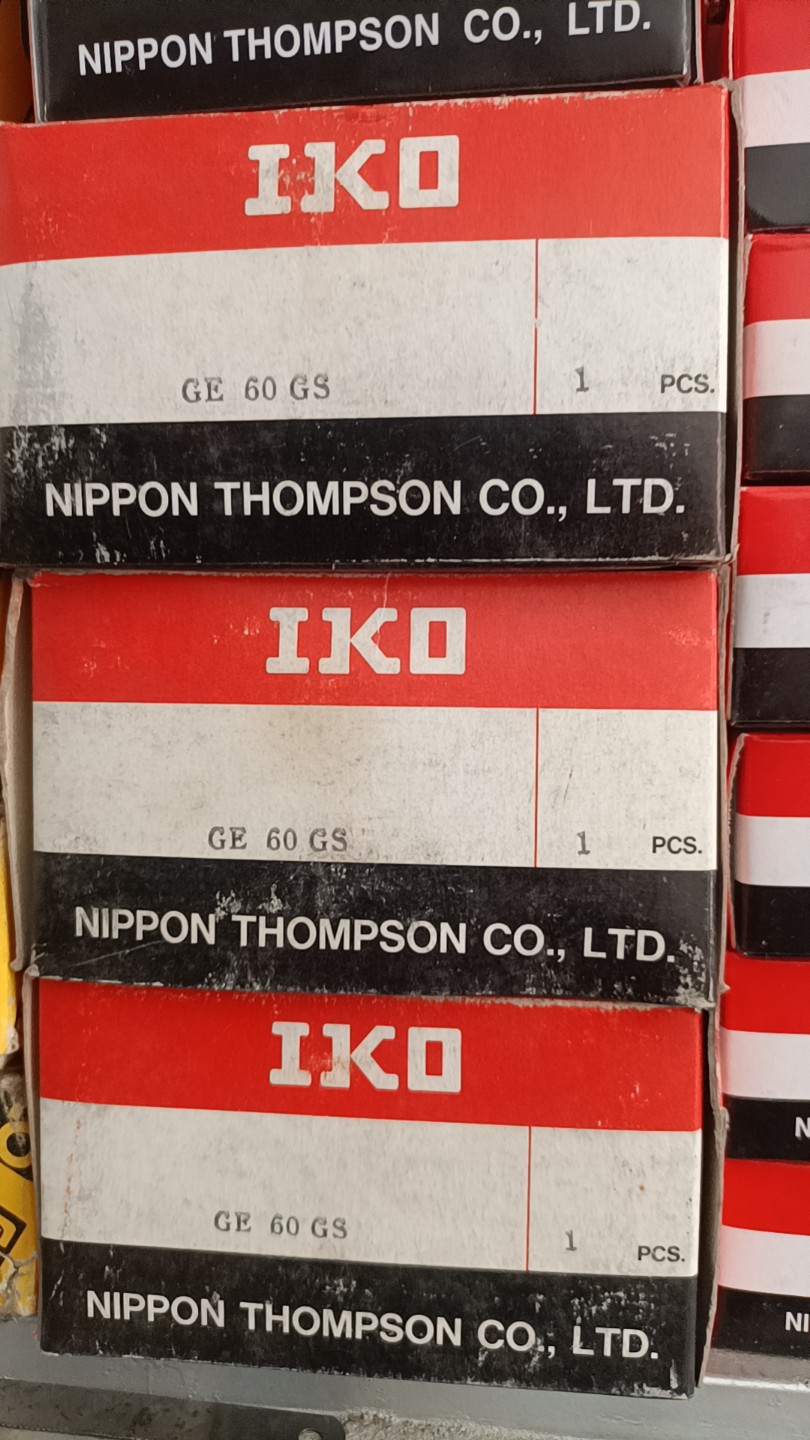 NIPPON THOMPSON CO., LTD.
IKO
GE 60 GS 1 PCS.
NIPPON THOMPSON CO., LTD.
IKO
GE 60 GS 1 PCS.
NIPPON THOMPSON CO., LTD.
IKO
GE 60 GS 1 PCS.
NIPPON THOMPSON CO., LTD.